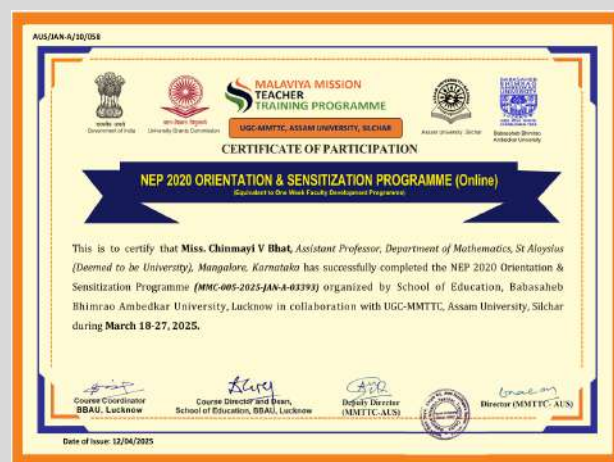 AUS/JAN-A/10/058
MALAVIYA MISSION
TEACHER
TRAINING PROGRAMME
Government of India
University Grants Commission
UGC-MMTTC, ASSAM UNIVERSITY, SILCHAR
Assam University, Silchar
Babasaheb Bhimrao
Ambedkar University
CERTIFICATE OF PARTICIPATION
NEP 2020 ORIENTATION & SENSITIZATION PROGRAMME (Online)
(Equivalent to One Week Faculty Development Programme)
This is to certify that Miss. Chinmayi V Bhat, Assistant Professor, Department of Mathematics, St Aloysius
(Deemed to be University), Mangalore, Karnataka has successfully completed the NEP 2020 Orientation &
Sensitization Programme (MMC-005-2025-JAN-A-03393) organized by School of Education, Babasaheb
Bhimrao Ambedkar University, Lucknow in collaboration with UGC-MMTTC, Assam University, Silchar
during March 18-27, 2025.
Course Coordinator
BBAU, Lucknow
Course Director and Dean,
School of Education, BBAU, Lucknow
Deputy Director
(MMTTC-AUS)
Director (MMTTC- AUS)
Date of Issue: 12/04/2025